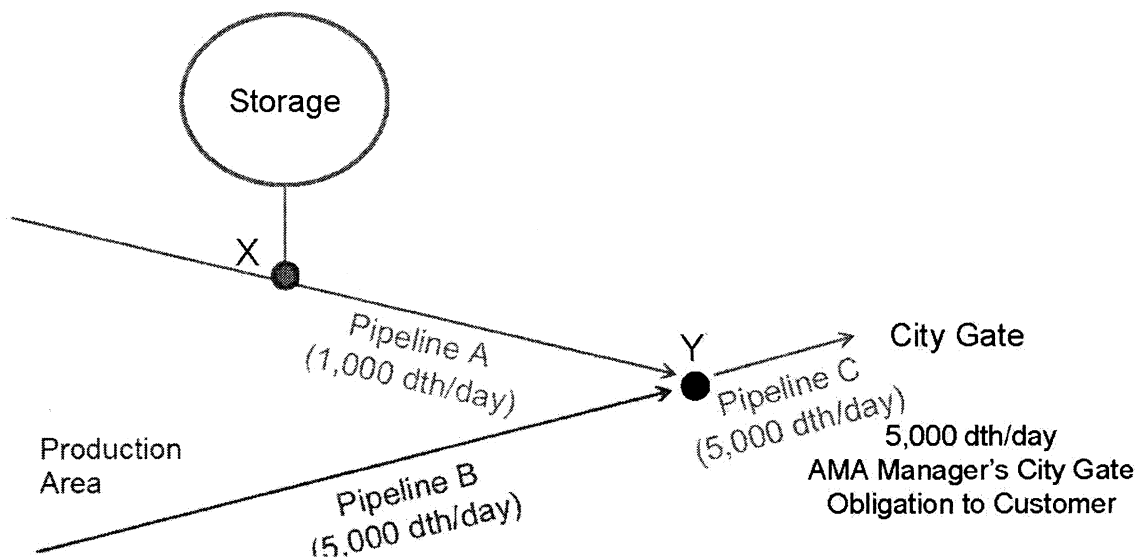 Storage
X
Pipeline A
(1,000 dth/day)
Y
City Gate
Pipeline C
(5,000 dth/day)
5,000 dth/day
AMA Manager's City Gate
Obligation to Customer
Production
Area
Pipeline B
(5,000 dth/day)